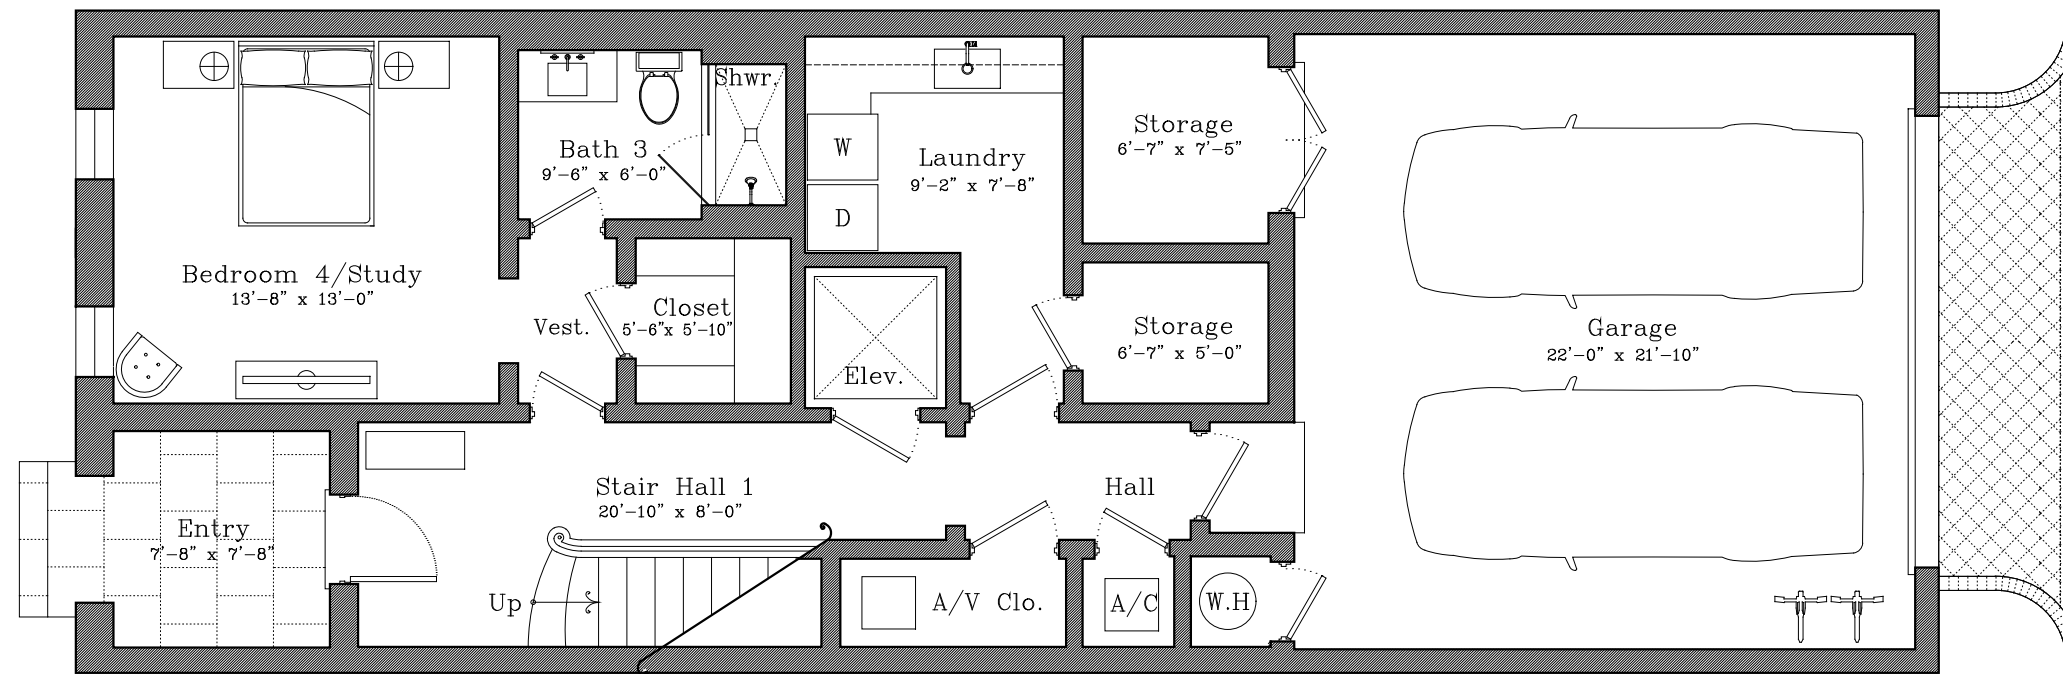 Shwr.
Bath 3
9'-6" x 6'-0"
W
D
Laundry
9'-2" x 7'-8"
Storage
6'-7" x 7'-5"
Bedroom 4/Study
13'-8" x 13'-0"
Vest.
Closet
5'-6"x 5'-10"
Elev.
Storage
6'-7" x 5'-0"
Garage
22'-0" x 21'-10"
Entry
7'-8" x 7'-8"
Stair Hall 1
20'-10" x 8'-0"
Hall
Up
A/V Clo.
A/C
W.H